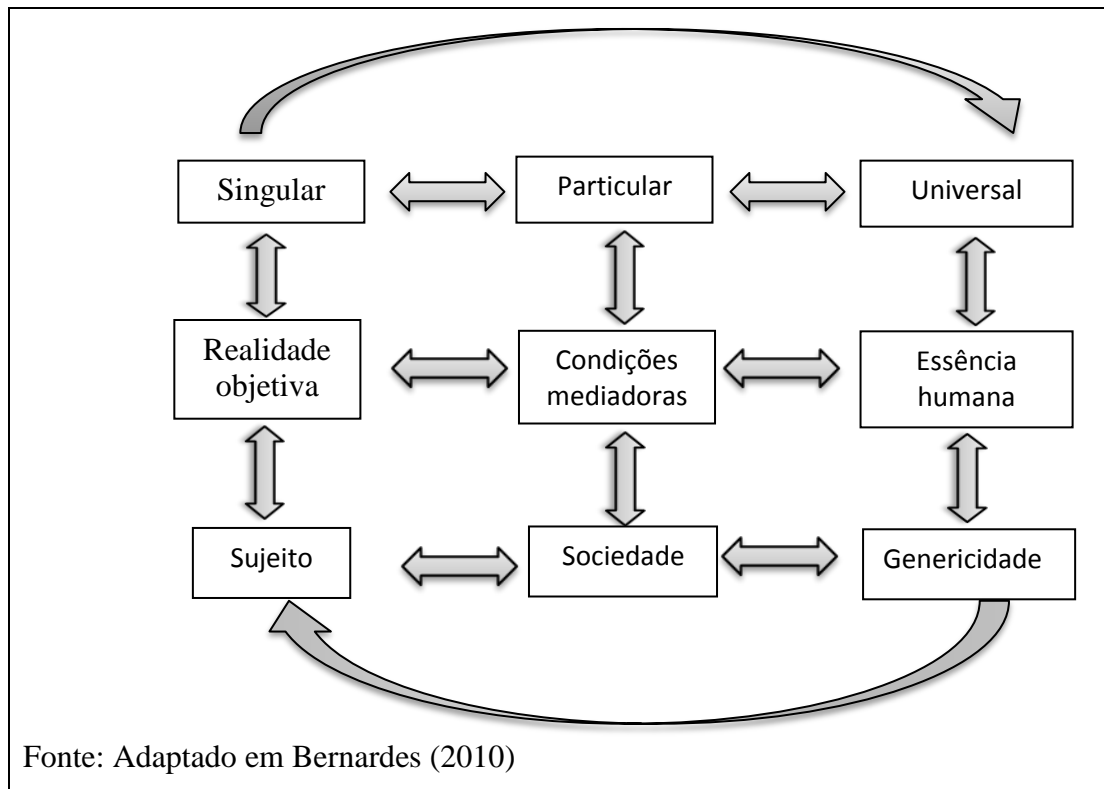 Singular
Particular
Universal
Realidade
objetiva
Condições
mediadoras
Essência
humana
Sujeito
Sociedade
Genericidade
Fonte: Adaptado em Bernardes (2010)